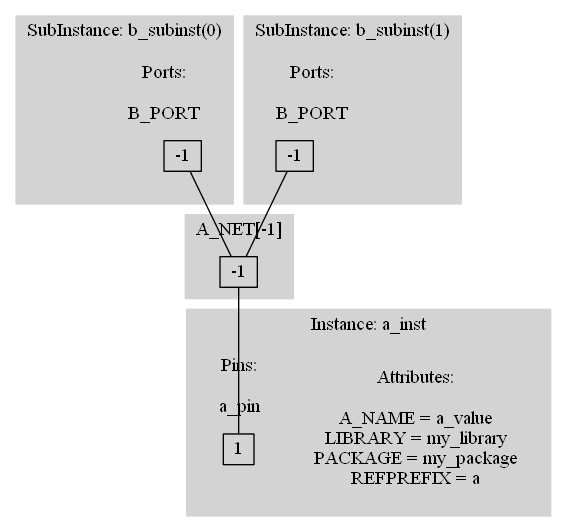 SubInstance: b_subinst(0)
SubInstance: b_subinst(1)
Ports:
Ports:
B_PORT
B_PORT
-1
-1
A_NET[-1]
-1
Instance: a_inst
Pins:
Attributes:
a_pin
A_NAME = a_value
LIBRARY = my_library
1
PACKAGE = my_package
REFPREFIX = a